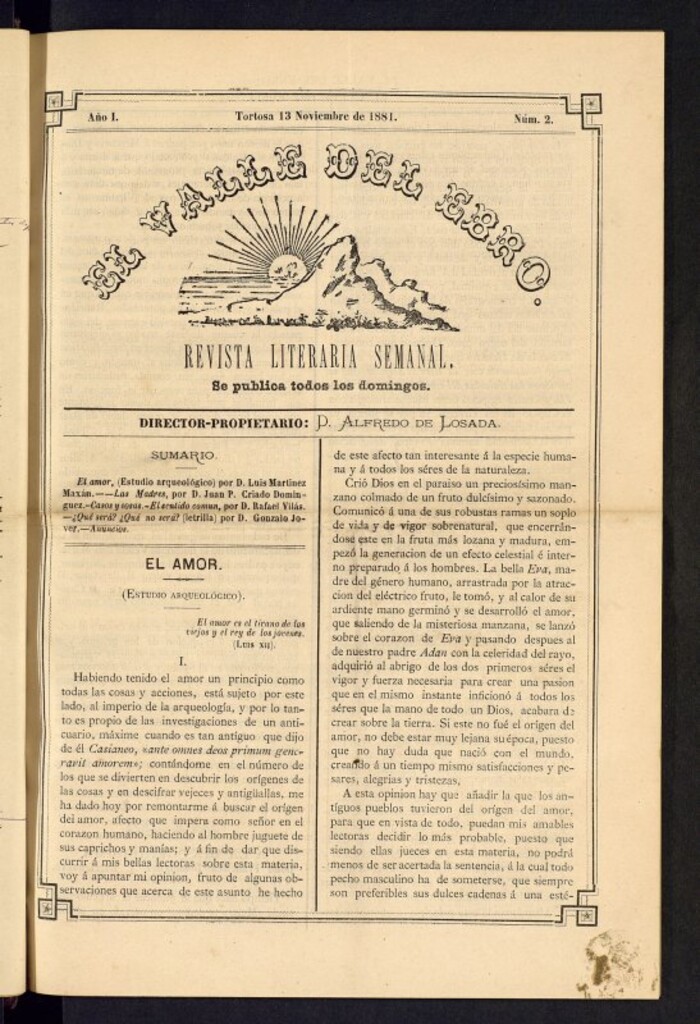 Año I.
Tortosa 13 Noviembre de 1881.
Núm. 2.
EL VALLE DEL EBRO.
REVISTA LITERARIA SEMANAL.
Se publica todos los domingos.
DIRECTOR-PROPIETARIO: D. ALFREDO DE LOSADA.
SUMARIO.
El amor, (Estudio arqueológico) por D. Luis Martinez
Maxán.—Las Madres, por D. Juan P. Criado Domin-
guez.-Casos y cosas.-El sentido comun, por D. Rafael Vilás.
—¿Qué será? ¿Qué no será? (letrilla) por D. Gonzalo Jo-
ver.—Anuncios.
EL AMOR.
(ESTUDIO ARQUEOLÓGICO).
El amor es el tirano de los
viejos y el rey de los jovenes.
(LUIS XII).
I.
Habiendo tenido el amor un principio como
todas las cosas y acciones, está sujeto por este
lado, al imperio de la arqueología, y por lo tan-
to es propio de las investigaciones de un anti-
cuario, máxime cuando es tan antiguo que dijo
de él Casianeo, «ante omnes deos primum gene-
ravit amorem»; contándome en el número de
los que se divierten en descubrir los orígenes de
las cosas y en descifrar vejeces y antigüallas, me
ha dado hoy por remontarme á buscar el orígen
del amor, afecto que impera como señor en el
corazon humano, haciendo al hombre juguete de
sus caprichos y manías; y á fin de dar que dis-
currir á mis bellas lectoras sobre esta materia,
voy á apuntar mi opinion, fruto de algunas ob-
servaciones que acerca de este asunto he hecho
de este afecto tan interesante á la especie huma-
na y á todos los séres de la naturaleza.
Crió Dios en el paraiso un preciosísimo man-
zano colmado de un fruto dulcísimo y sazonado.
Comunicó á una de sus robustas ramas un soplo
de vida y de vigor sobrenatural, que encerrán-
dose este en la fruta más lozana y madura, em-
pezó la generacion de un efecto celestial é inter-
no preparado á los hombres. La bella Eva, ma-
dre del género humano, arrastrada por la atrac-
cion del eléctrico fruto, le tomó, y al calor de su
ardiente mano germinó y se desarrolló el amor,
que saliendo de la misteriosa manzana, se lanzó
sobre el corazon de Eva y pasando despues al
de nuestro padre Adan con la celeridad del rayo,
adquirió al abrigo de los dos primeros séres el
vigor y fuerza necesaria para crear una pasion
que en el mismo instante inficionó á todos los
séres que la mano de todo un Dios, acabara de
crear sobre la tierra. Si este no fué el orígen del
amor, no debe estar muy lejana su época, puesto
que no hay duda que nació con el mundo,
creando á un tiempo mismo satisfacciones y pe-
sares, alegrias y tristezas.
A esta opinion hay que añadir la que los an-
tíguos pueblos tuvieron del orígen del amor,
para que en vista de todo, puedan mis amables
lectoras decidir lo más probable, puesto que
siendo ellas jueces en esta materia, no podrá
menos de ser acertada la sentencia, á la cual todo
pecho masculino ha de someterse, que siempre
son preferibles sus dulces cadenas á una esté-